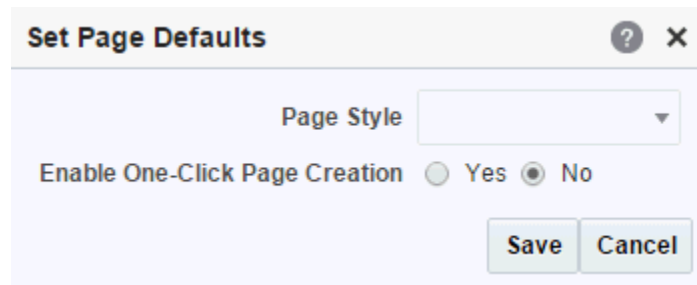 Set Page Defaults ? ×
Page Style
Enable One-Click Page Creation Yes No
Save Cancel